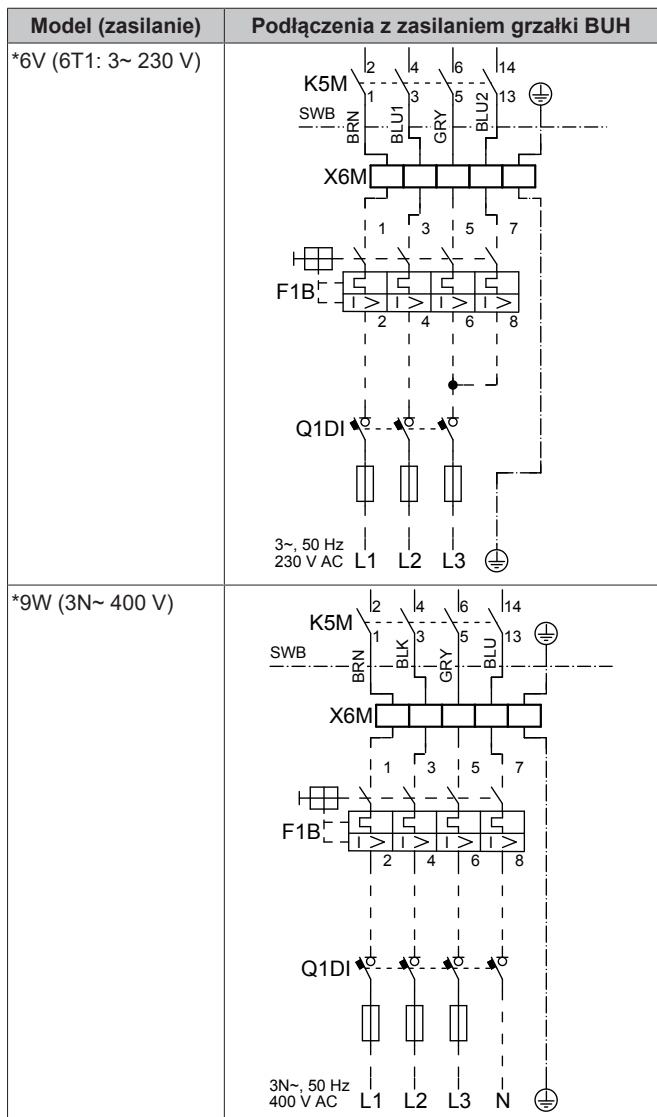 Model (zasilanie) Podłączenia z zasilaniem grzałki BUH
*6V (6T1: 3~ 230 V)
2 4 6 14
K5M
1 3 5 13
SWB
BRN BLU1 GRY BLU2
X6M
1 3 5 7
F1B
I > I > I > I >
2 4 6 8
Q1DI
3~, 50 Hz
230 V AC L1 L2 L3
*9W (3N~ 400 V)
2 4 6 14
K5M
1 3 5 13
SWB
BRN BLK GRY BLU
X6M
1 3 5 7
F1B
I > I > I > I >
2 4 6 8
Q1DI
3N~, 50 Hz
400 V AC L1 L2 L3 N